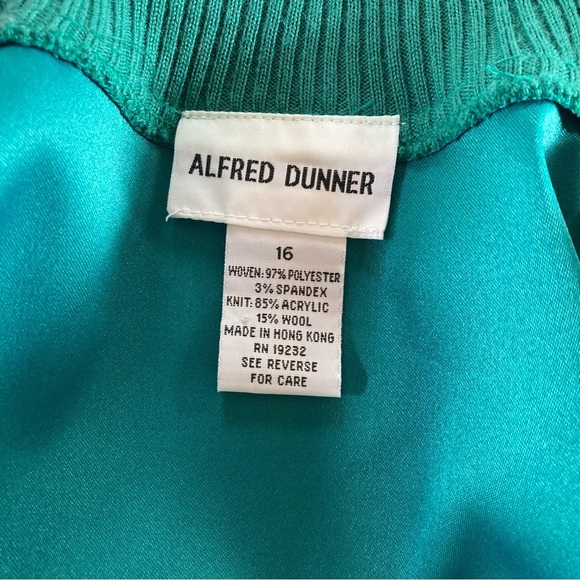 ALFRED DUNNER
16
WOVEN: 97% POLYESTER
3% SPANDEX
KNIT: 85% ACRYLIC
15% WOOL
MADE IN HONG KONG
RN 19232
SEE REVERSE
FOR CARE